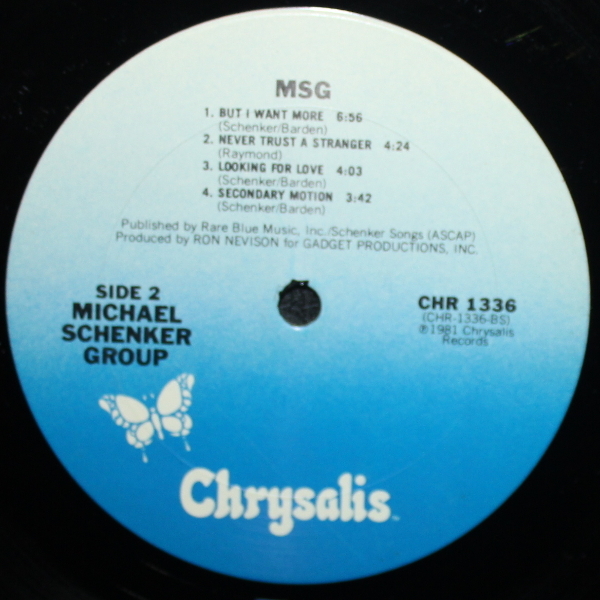 MSG
1. BUT I WANT MORE 6:56
(Schenker/Barden)
2. NEVER TRUST A STRANGER 4:24
(Raymond)
3. LOOKING FOR LOVE 4:03
(Schenker/Barden)
4. SECONDARY MOTION 3:42
(Schenker/Barden)
Published by Rare Blue Music, Inc./Schenker Songs (ASCAP)
Produced by RON NEVISON for GADGET PRODUCTIONS, INC.
SIDE 2
MICHAEL
SCHENKER
GROUP
CHR 1336
(CHR-1336-BS)
℗1981 Chrysalis
Records
Chrysalis™